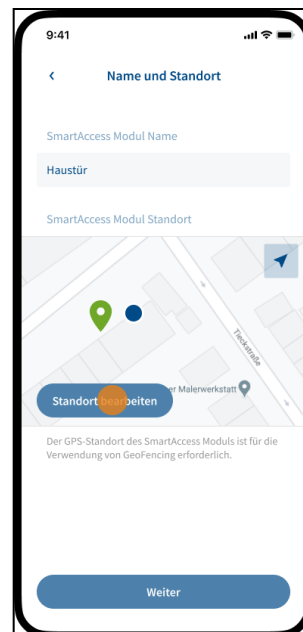 9:41
Name und Standort
SmartAccess Modul Name
Haustür
SmartAccess Modul Standort
Tieckstraße
er Malerwerkstatt
Standort bearbeiten
Der GPS-Standort des SmartAccess Moduls ist für die
Verwendung von GeoFencing erforderlich.
Weiter